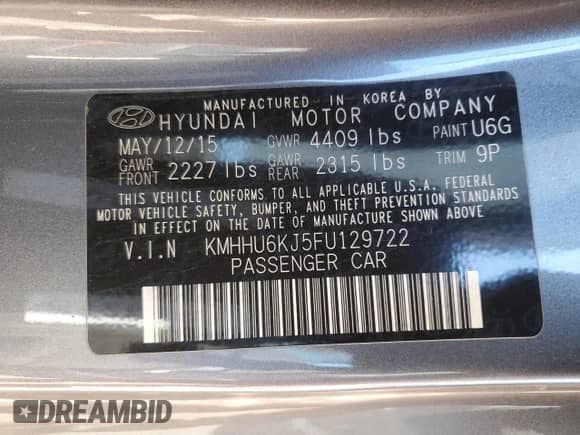 MANUFACTURED IN KOREA BY
HYUNDAI MOTOR COMPANY
MAY/12/15 GVWR 4409 lbs PAINT U6G
GAWR FRONT 2227 lbs GAWR REAR 2315 lbs TRIM 9P
THIS VEHICLE CONFORMS TO ALL APPLICABLE U.S.A. FEDERAL
MOTOR VEHICLE SAFETY, BUMPER, AND THEFT PREVENTION STANDARDS
IN EFFECT ON THE DATE OF MANUFACTURE SHOWN ABOVE.
V.I.N KMHHU6KJ5FU129722
PASSENGER CAR
DREAMBID